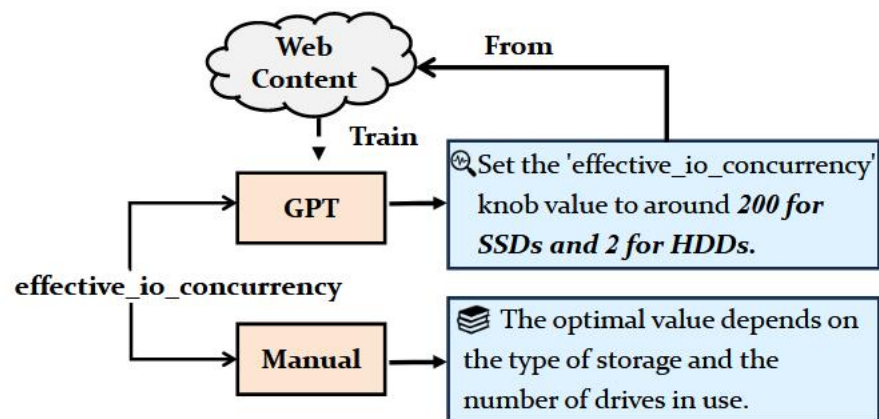 Web
Content
From
Train
GPT
Set the 'effective_io_concurrency'
knob value to around 200 for
SSDs and 2 for HDDs.
effective_io_concurrency
Manual
The optimal value depends on
the type of storage and the
number of drives in use.